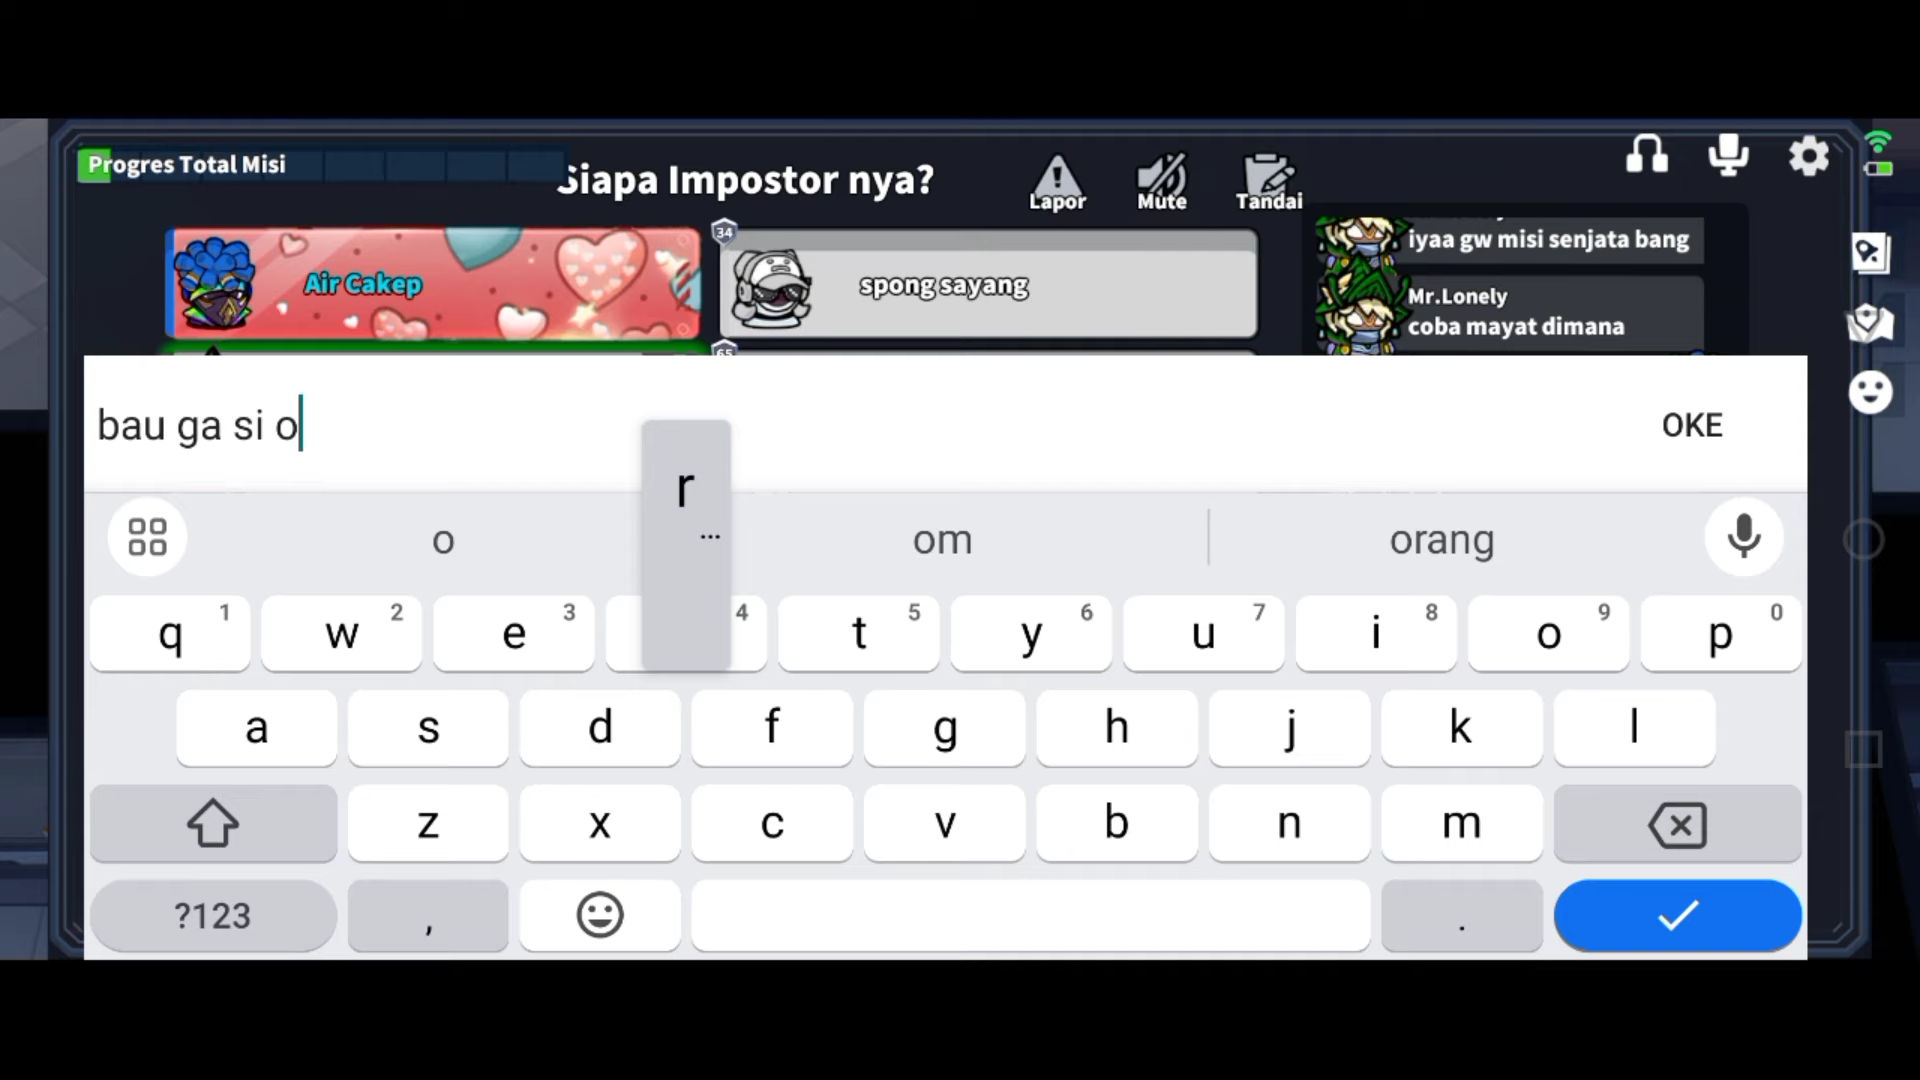 Progres Total Misi
Siapa Impostor nya?
Lapor
Mute
Tandai
34
Air Cakep
spong sayang
iyaa gw misi senjata bang
Mr.Lonely
coba mayat dimana
65
bau ga si o
OKE
r
...
o
om
orang
q 1 w 2 e 3 4 t 5 y 6 u 7 i 8 o 9 p 0
a s d f g h j k l
z x c v b n m
?123 , .